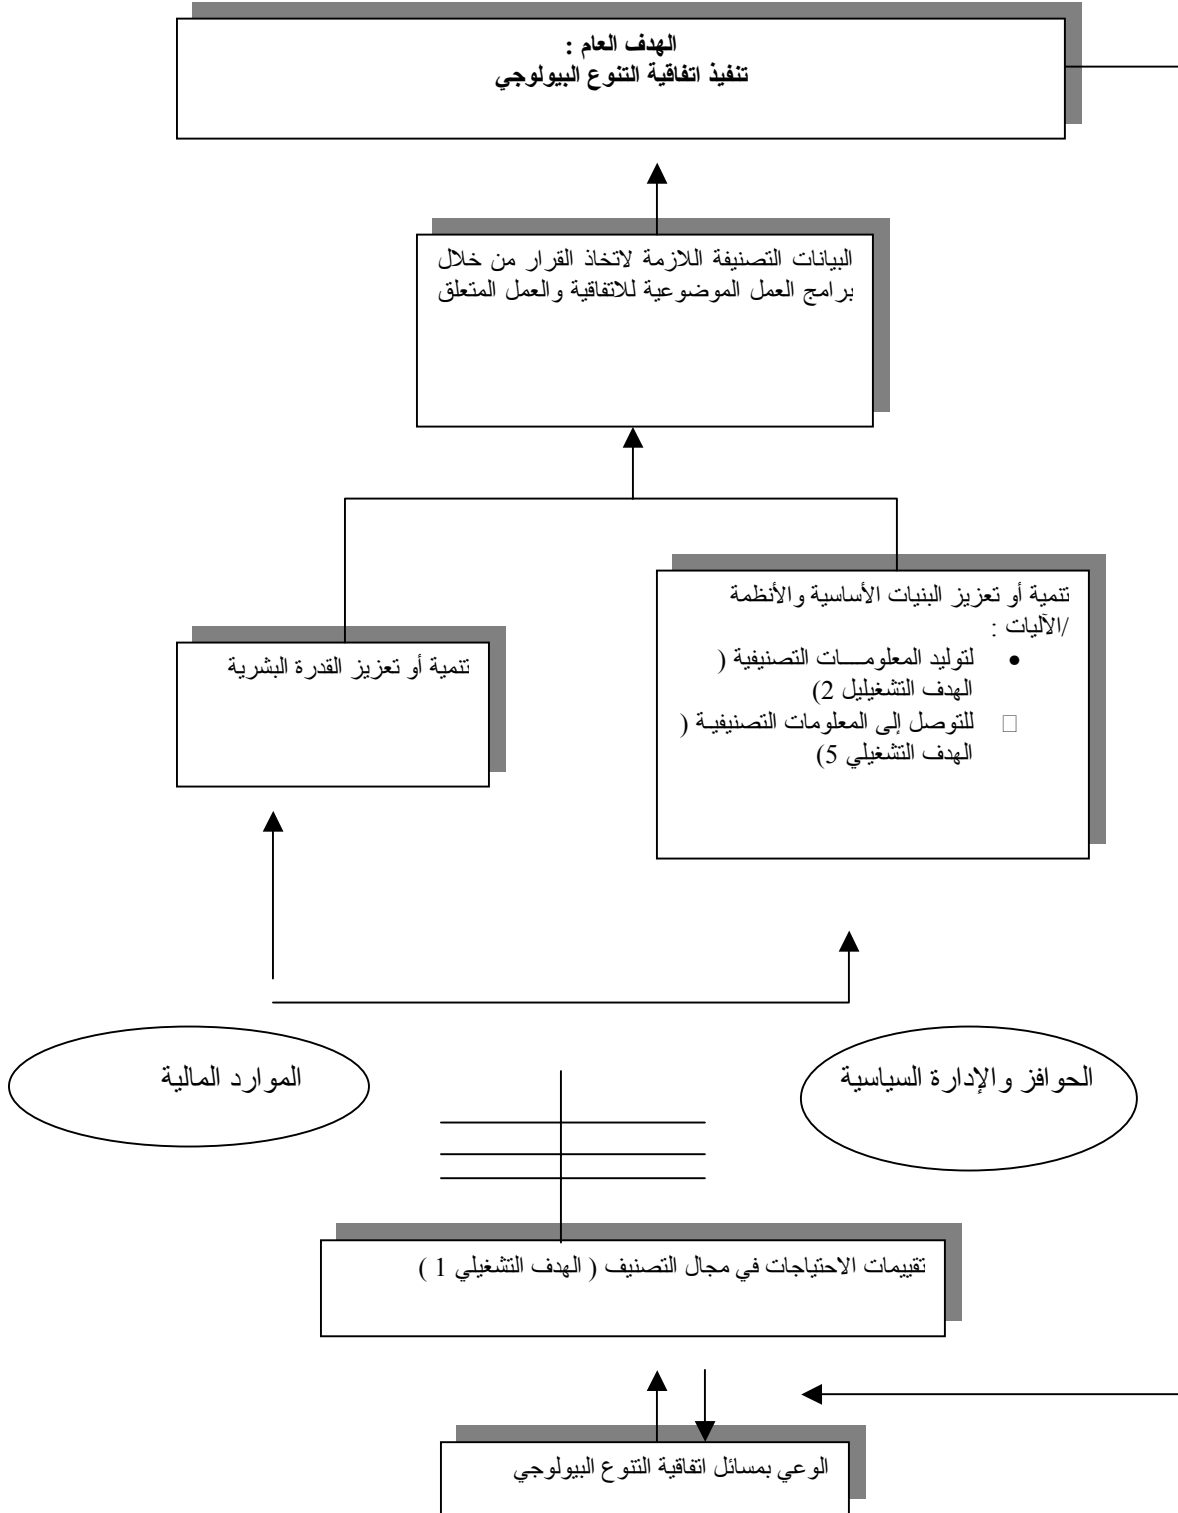 الهدف العام :
تنفيذ اتفاقية التنوع البيولوجي
البيانات التصنيفة اللازمة لاتخاذ القرار من خلال
برامج العمل الموضوعية للاتفاقية والعمل المتعلق
تنمية أو تعزيز البنيات الأساسية والأنظمة
/الآليات :
• لتوليد المعلومـــات التصنيفية (
الهدف التشغيليل 2)
□ للتوصل إلى المعلومات التصنيفيـة (
الهدف التشغيلي 5)
تنمية أو تعزيز القدرة البشرية
الحوافز والإدارة السياسية
الموارد المالية
تقييمات الاحتياجات في مجال التصنيف ( الهدف التشغيلي 1 )
الوعي بمسائل اتفاقية التنوع البيولوجي